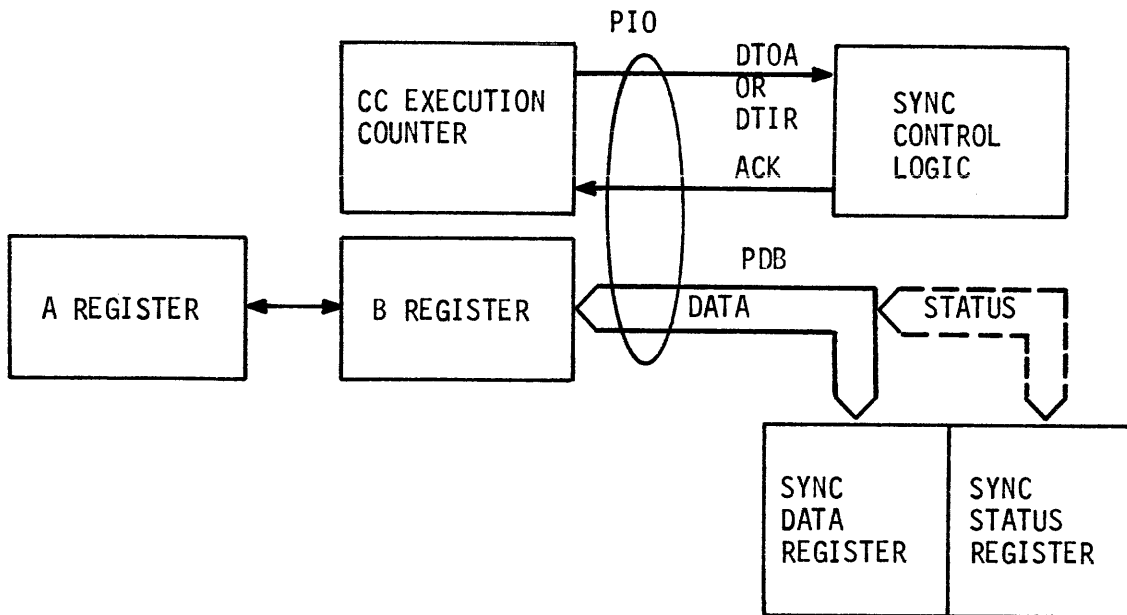 PIO
CC EXECUTION
COUNTER
DTOA
OR
DTIR
ACK
SYNC
CONTROL
LOGIC
A REGISTER
B REGISTER
PDB
DATA
STATUS
SYNC
DATA
REGISTER
SYNC
STATUS
REGISTER